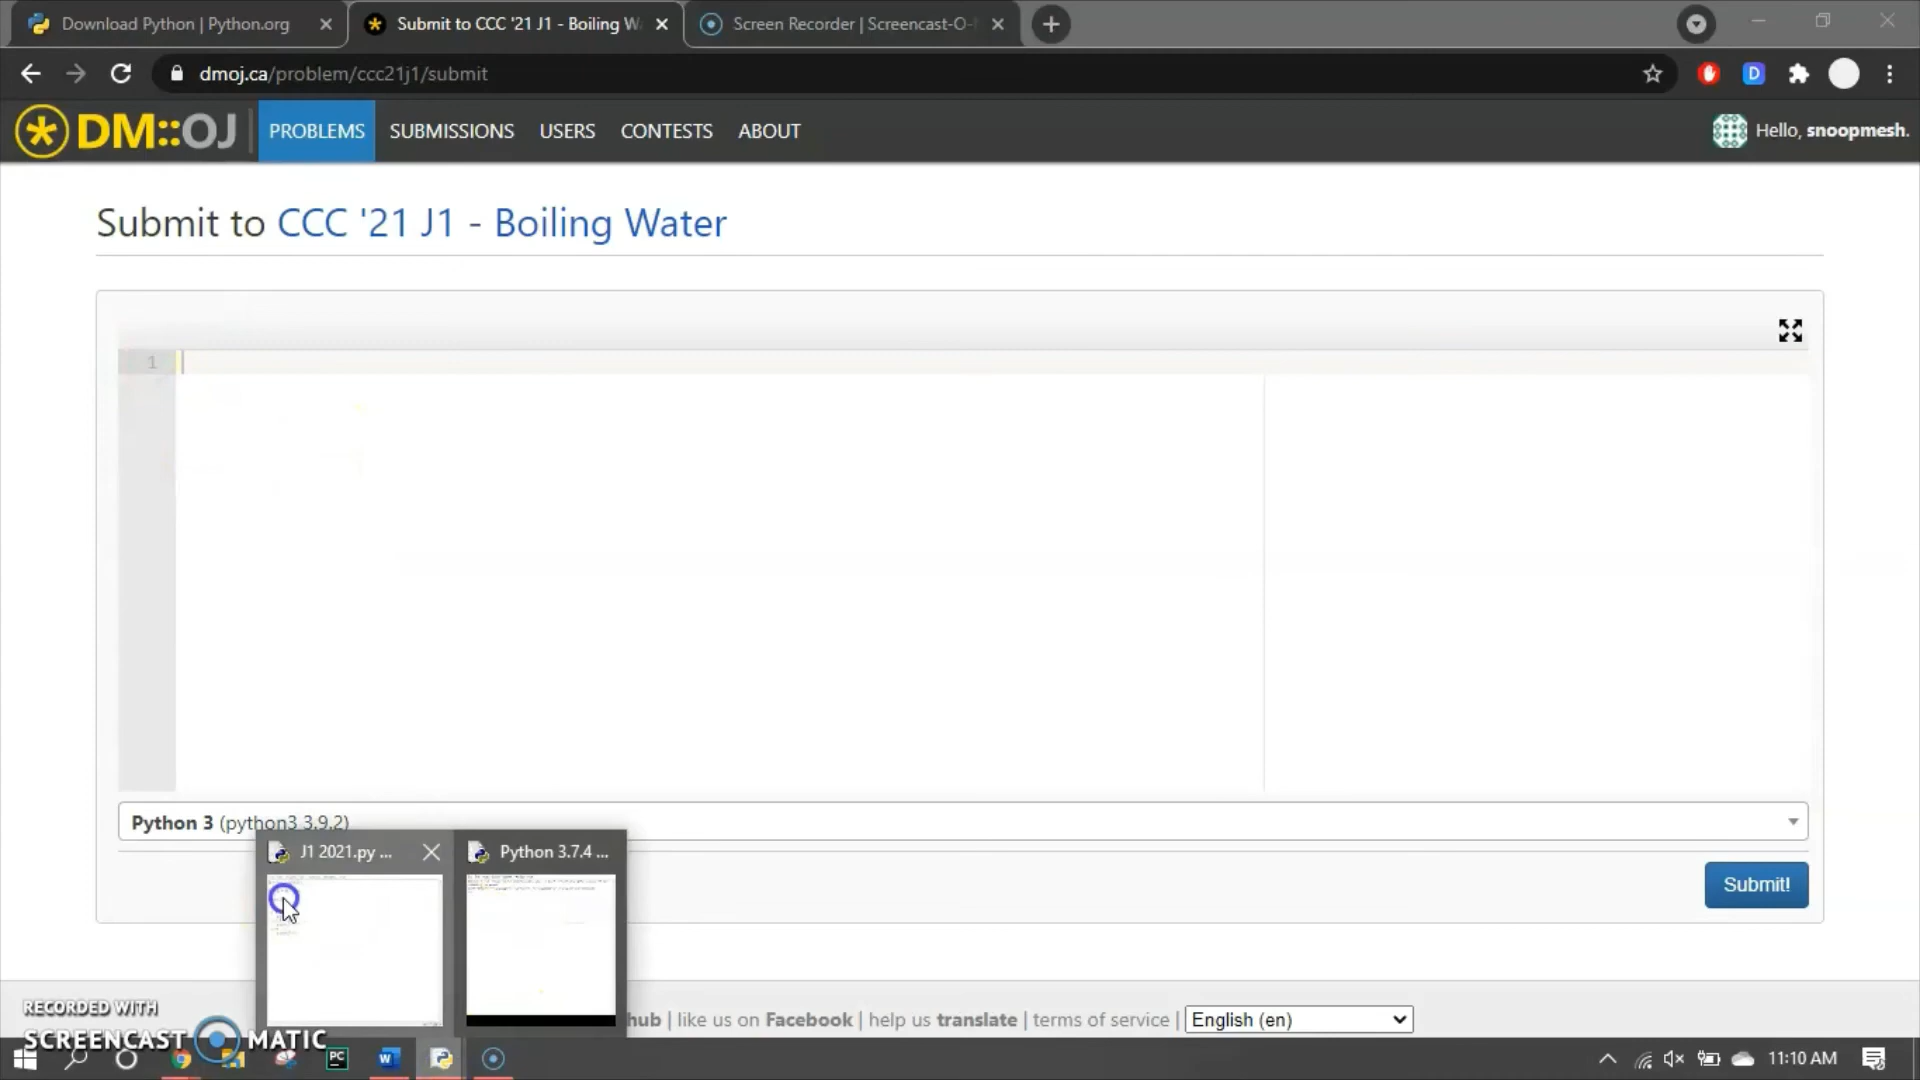 Download Python | Python.org
Submit to CCC '21 J1 - Boiling W
Screen Recorder | Screencast-O-
dmoj.ca/problem/ccc21j1/submit
D
DM::OJ
PROBLEMS
SUBMISSIONS
USERS
CONTESTS
ABOUT
Hello, snoopmesh.
Submit to CCC '21 J1 - Boiling Water
1
Python 3 (python3 3.9.2)
J1 2021.py ...
Python 3.7.4 ...
Submit!
hub | like us on Facebook | help us translate | terms of service |
English (en)
RECORDED WITH
SCREENCAST MATIC
PC
W
11:10 AM